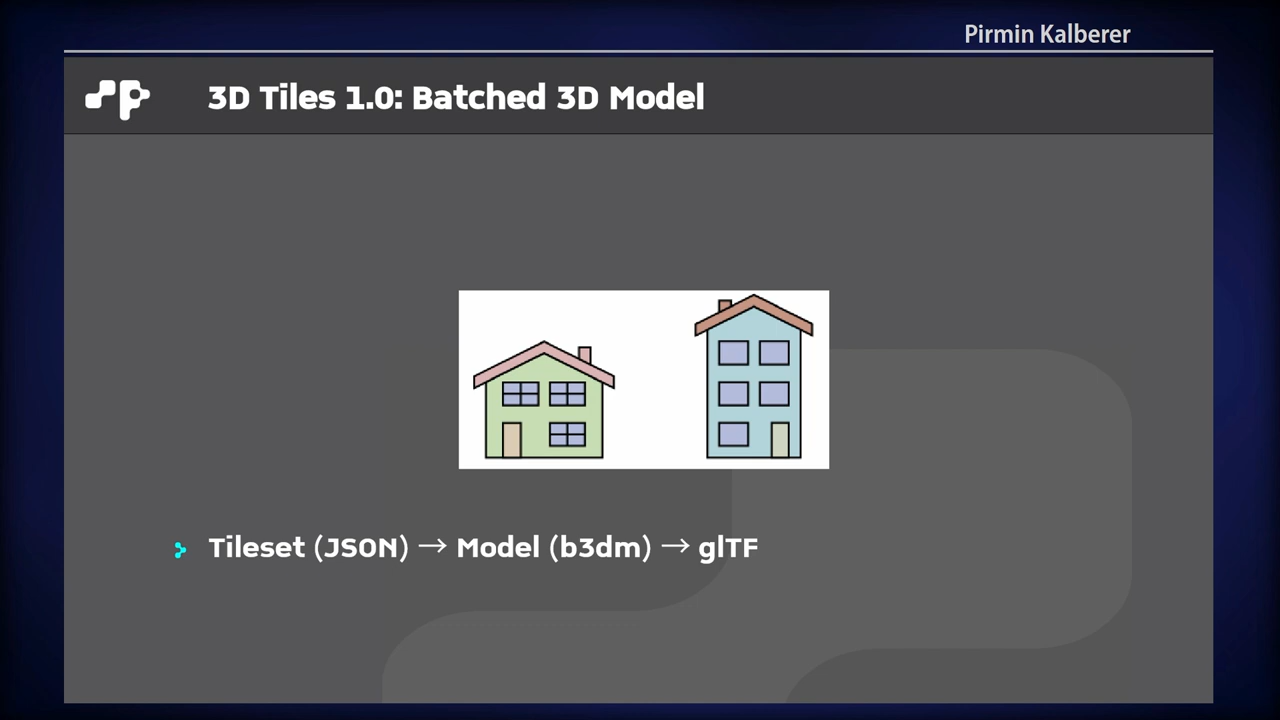 Pirmin Kalberer
3D Tiles 1.0: Batched 3D Model
Tileset (JSON) → Model (b3dm) → glTF